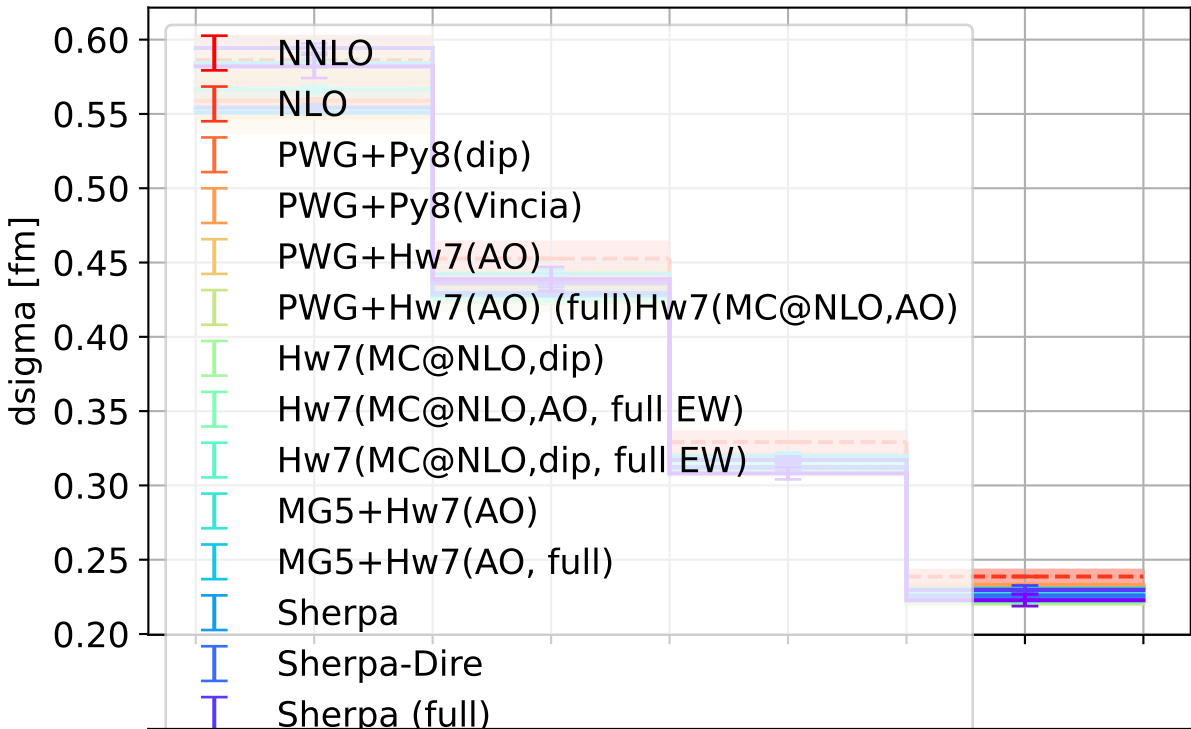 0.60
0.55
0.50
0.45
0.40
0.35
0.30
0.25
0.20
dsigma [fm]
NNLO
NLO
PWG+Py8(dip)
PWG+Py8(Vincia)
PWG+Hw7(AO)
PWG+Hw7(AO) (full)Hw7(MC@NLO,AO)
Hw7(MC@NLO,dip)
Hw7(MC@NLO,AO, full EW)
Hw7(MC@NLO,dip, full EW)
MG5+Hw7(AO)
MG5+Hw7(AO, full)
Sherpa
Sherpa-Dire
Sherpa (full)